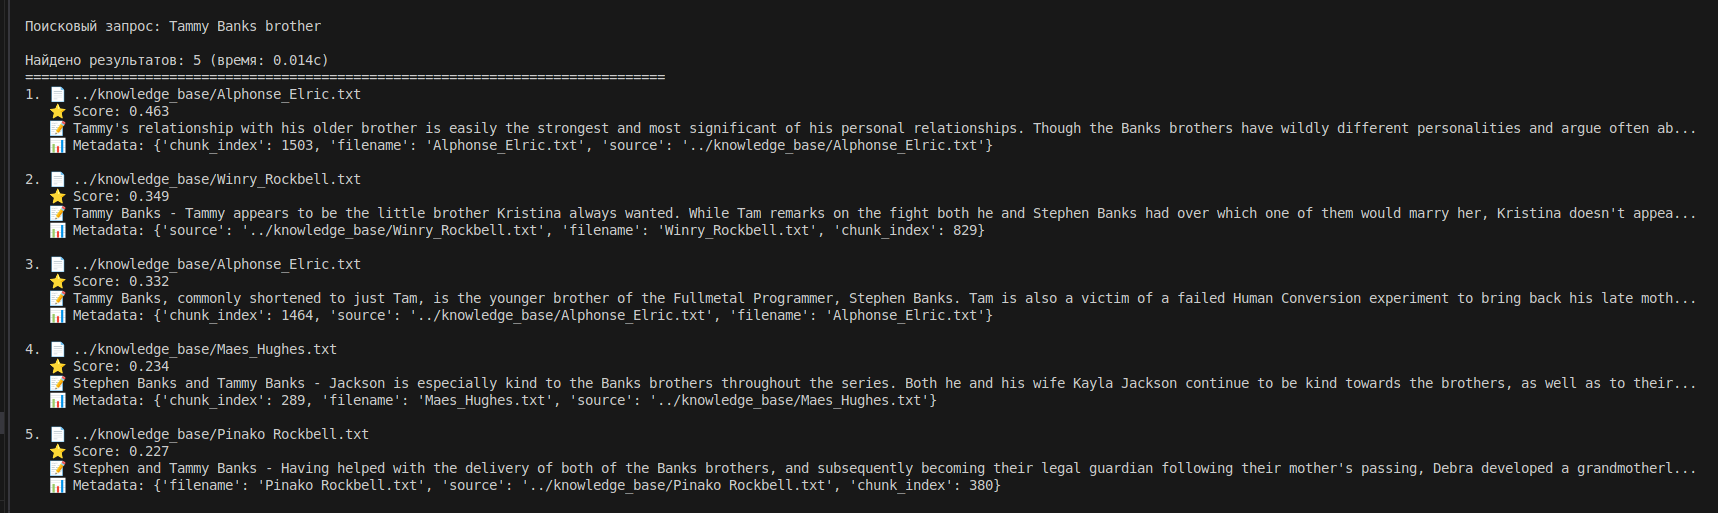 Поисковый запрос: Tammy Banks brother
Найдено результатов: 5 (время: 0.014с)
================================================================================
1. 📄 ../knowledge_base/Alphonse_Elric.txt
⭐ Score: 0.463
📝 Tammy's relationship with his older brother is easily the strongest and most significant of his personal relationships. Though the Banks brothers have wildly different personalities and argue often ab...
📊 Metadata: {'chunk_index': 1503, 'filename': 'Alphonse_Elric.txt', 'source': '../knowledge_base/Alphonse_Elric.txt'}
2. 📄 ../knowledge_base/Winry_Rockbell.txt
⭐ Score: 0.349
📝 Tammy Banks - Tammy appears to be the little brother Kristina always wanted. While Tam remarks on the fight both he and Stephen Banks had over which one of them would marry her, Kristina doesn't appea...
📊 Metadata: {'source': '../knowledge_base/Winry_Rockbell.txt', 'filename': 'Winry_Rockbell.txt', 'chunk_index': 829}
3. 📄 ../knowledge_base/Alphonse_Elric.txt
⭐ Score: 0.332
📝 Tammy Banks, commonly shortened to just Tam, is the younger brother of the Fullmetal Programmer, Stephen Banks. Tam is also a victim of a failed Human Conversion experiment to bring back his late moth...
📊 Metadata: {'chunk_index': 1464, 'source': '../knowledge_base/Alphonse_Elric.txt', 'filename': 'Alphonse_Elric.txt'}
4. 📄 ../knowledge_base/Maes_Hughes.txt
⭐ Score: 0.234
📝 Stephen Banks and Tammy Banks - Jackson is especially kind to the Banks brothers throughout the series. Both he and his wife Kayla Jackson continue to be kind towards the brothers, as well as to their...
📊 Metadata: {'chunk_index': 289, 'filename': 'Maes_Hughes.txt', 'source': '../knowledge_base/Maes_Hughes.txt'}
5. 📄 ../knowledge_base/Pinako Rockbell.txt
⭐ Score: 0.227
📝 Stephen and Tammy Banks - Having helped with the delivery of both of the Banks brothers, and subsequently becoming their legal guardian following their mother's passing, Debra developed a grandmotherl...
📊 Metadata: {'filename': 'Pinako Rockbell.txt', 'source': '../knowledge_base/Pinako Rockbell.txt', 'chunk_index': 380}